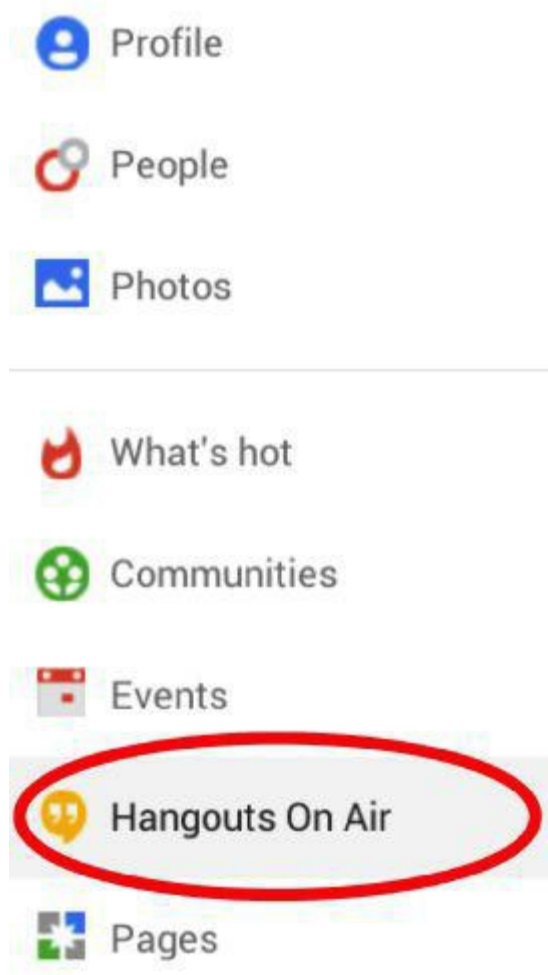 Profile
People
Photos
What's hot
Communities
Events
Hangouts On Air
Pages